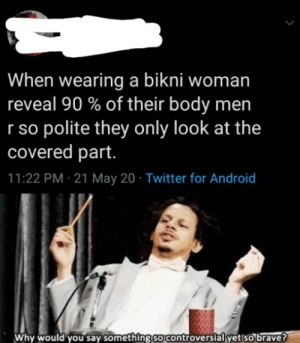 When wearing a bikni woman
reveal 90 % of their body men
r so polite they only look at the
covered part.
11:22 PM · 21 May 20 · Twitter for Android
Why would you say something so controversial yet so brave?